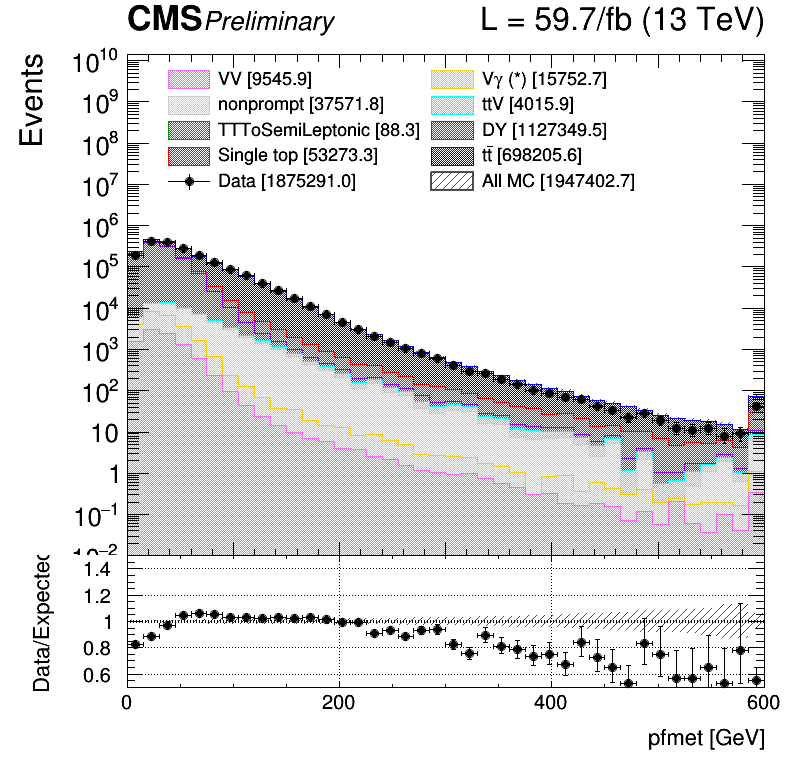 CMS Preliminary L = 59.7/fb (13 TeV)
Events
10^10
10^9
10^8
10^7
10^6
10^5
10^4
10^3
10^2
10
1
10^−1
10^−2
VV [9545.9]
Vγ (*) [15752.7]
nonprompt [37571.8]
ttV [4015.9]
TTToSemiLeptonic [88.3]
DY [1127349.5]
Single top [53273.3]
tt̄ [698205.6]
Data [1875291.0]
All MC [1947402.7]
Data/Expected
1.4
1.2
1
0.8
0.6
0 200 400 600
pfmet [GeV]